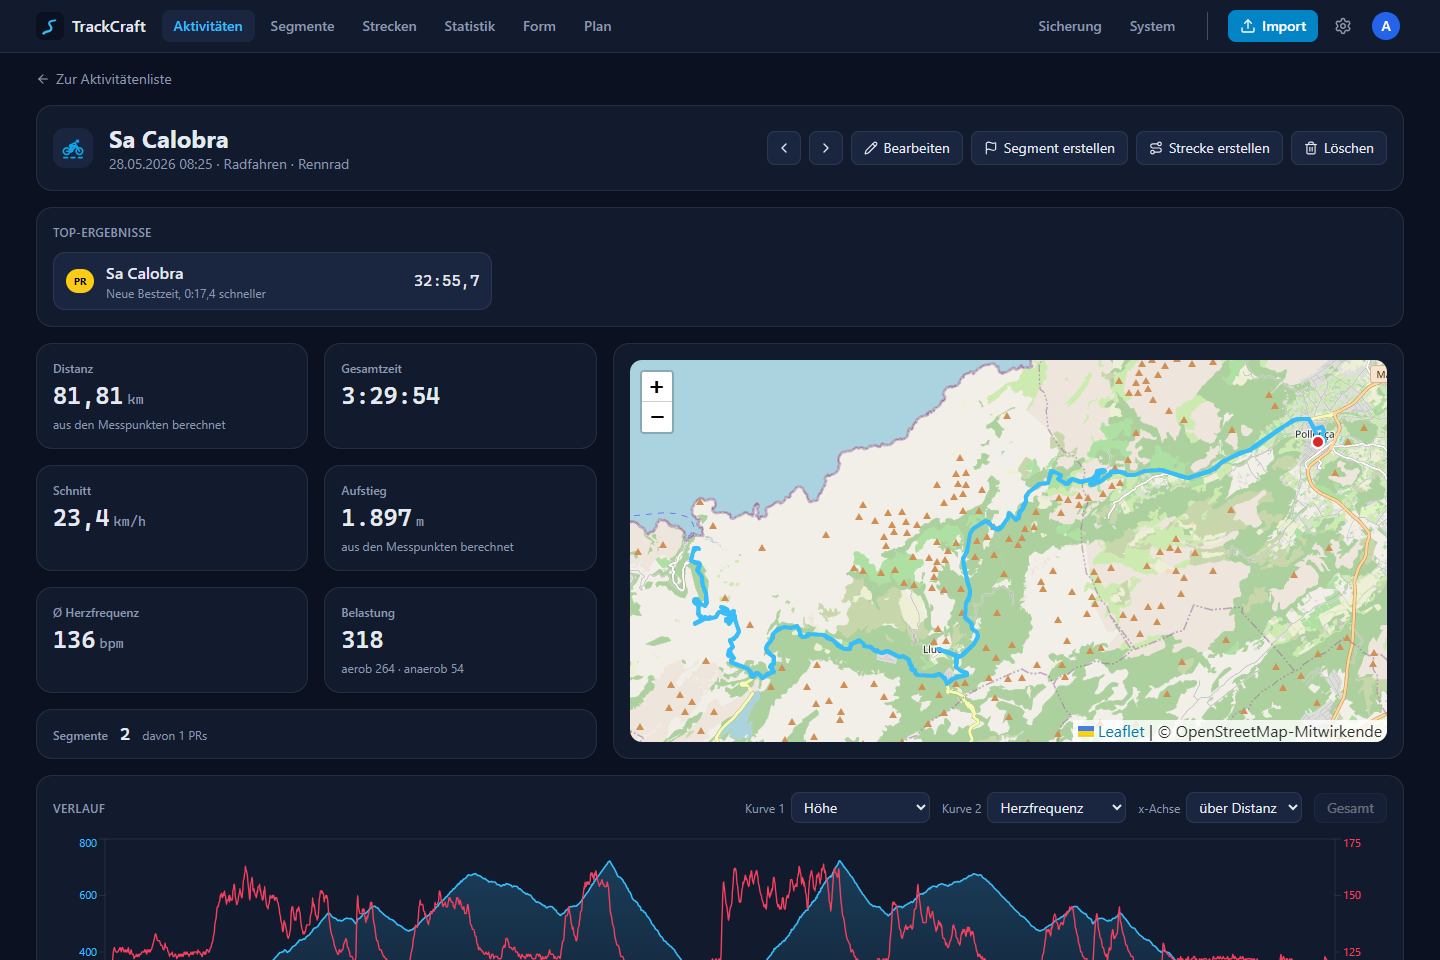 TrackCraft Aktivitäten Segmente Strecken Statistik Form Plan Sicherung System Import A
Zur Aktivitätenliste
Sa Calobra
28.05.2026 08:25 · Radfahren · Rennrad
Bearbeiten Segment erstellen Strecke erstellen Löschen
TOP-ERGEBNISSE
PR Sa Calobra 32:55,7
Neue Bestzeit, 0:17,4 schneller
Distanz
81,81 km
aus den Messpunkten berechnet
Gesamtzeit
3:29:54
Schnitt
23,4 km/h
Aufstieg
1.897 m
aus den Messpunkten berechnet
Ø Herzfrequenz
136 bpm
Belastung
318
aerob 264 · anaerob 54
Segmente 2 davon 1 PRs
+
−
Leaflet | © OpenStreetMap-Mitwirkende
VERLAUF Kurve 1 Höhe Kurve 2 Herzfrequenz x-Achse über Distanz Gesamt
800 175
600 150
400 125